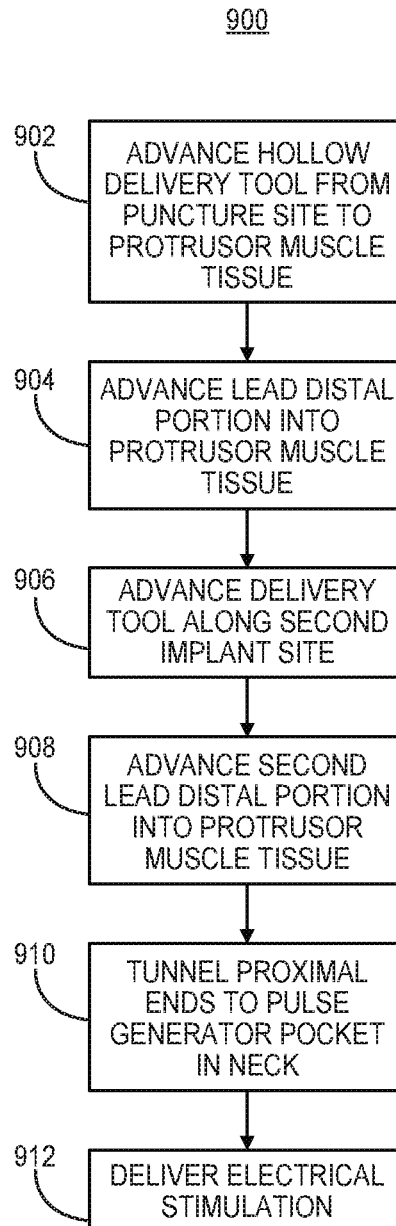 900
902
ADVANCE HOLLOW
DELIVERY TOOL FROM
PUNCTURE SITE TO
PROTRUSOR MUSCLE
TISSUE
904
ADVANCE LEAD DISTAL
PORTION INTO
PROTRUSOR MUSCLE
TISSUE
906
ADVANCE DELIVERY
TOOL ALONG SECOND
IMPLANT SITE
908
ADVANCE SECOND
LEAD DISTAL PORTION
INTO PROTRUSOR
MUSCLE TISSUE
910
TUNNEL PROXIMAL
ENDS TO PULSE
GENERATOR POCKET
IN NECK
912
DELIVER ELECTRICAL
STIMULATION